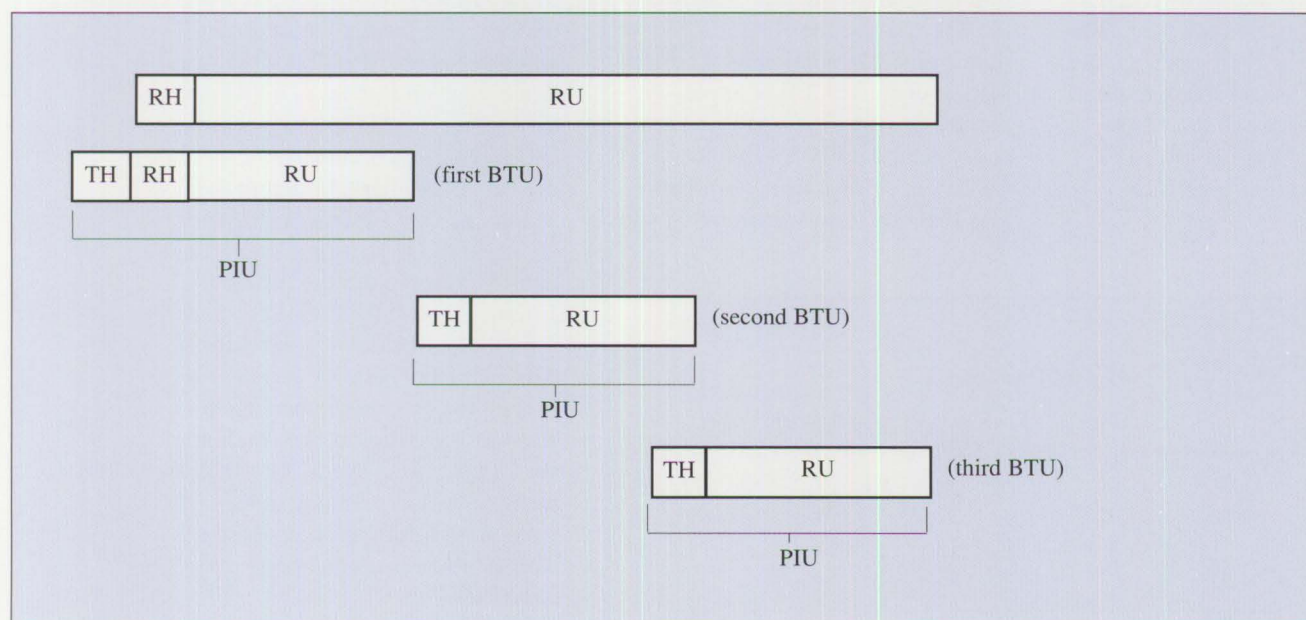 RH RU
TH RH RU (first BTU)
PIU
TH RU (second BTU)
PIU
TH RU (third BTU)
PIU